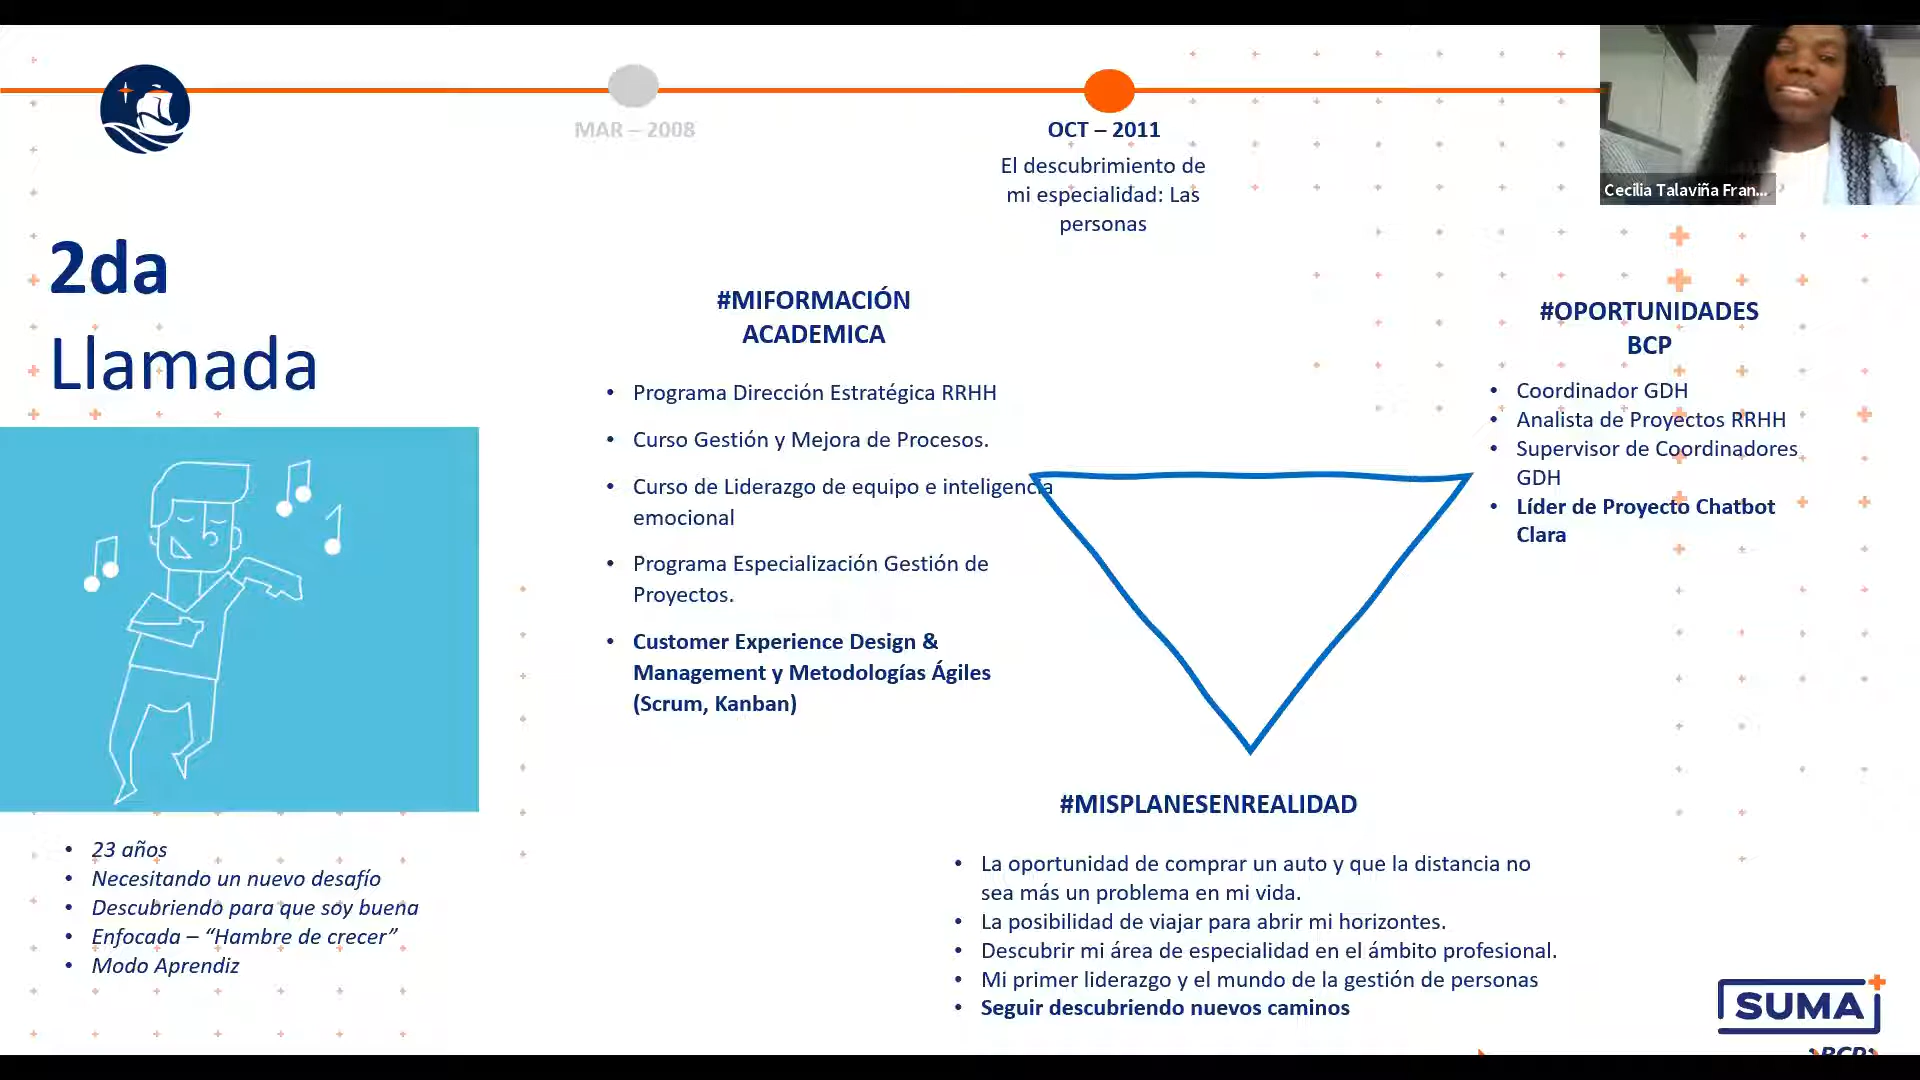 MAR – 2008
OCT – 2011
El descubrimiento de
mi especialidad: Las
personas
Cecilia Talaviña Fran...
2da
Llamada
#MIFORMACIÓN
ACADEMICA
• Programa Dirección Estratégica RRHH
• Curso Gestión y Mejora de Procesos.
• Curso de Liderazgo de equipo e inteligencia
emocional
• Programa Especialización Gestión de
Proyectos.
• Customer Experience Design &
Management y Metodologías Ágiles
(Scrum, Kanban)
#OPORTUNIDADES
BCP
• Coordinador GDH
• Analista de Proyectos RRHH
• Supervisor de Coordinadores
GDH
• Líder de Proyecto Chatbot
Clara
• 23 años
• Necesitando un nuevo desafío
• Descubriendo para que soy buena
• Enfocada – “Hambre de crecer”
• Modo Aprendiz
#MISPLANESENREALIDAD
• La oportunidad de comprar un auto y que la distancia no
sea más un problema en mi vida.
• La posibilidad de viajar para abrir mi horizontes.
• Descubrir mi área de especialidad en el ámbito profesional.
• Mi primer liderazgo y el mundo de la gestión de personas
• Seguir descubriendo nuevos caminos
SUMA
BCP